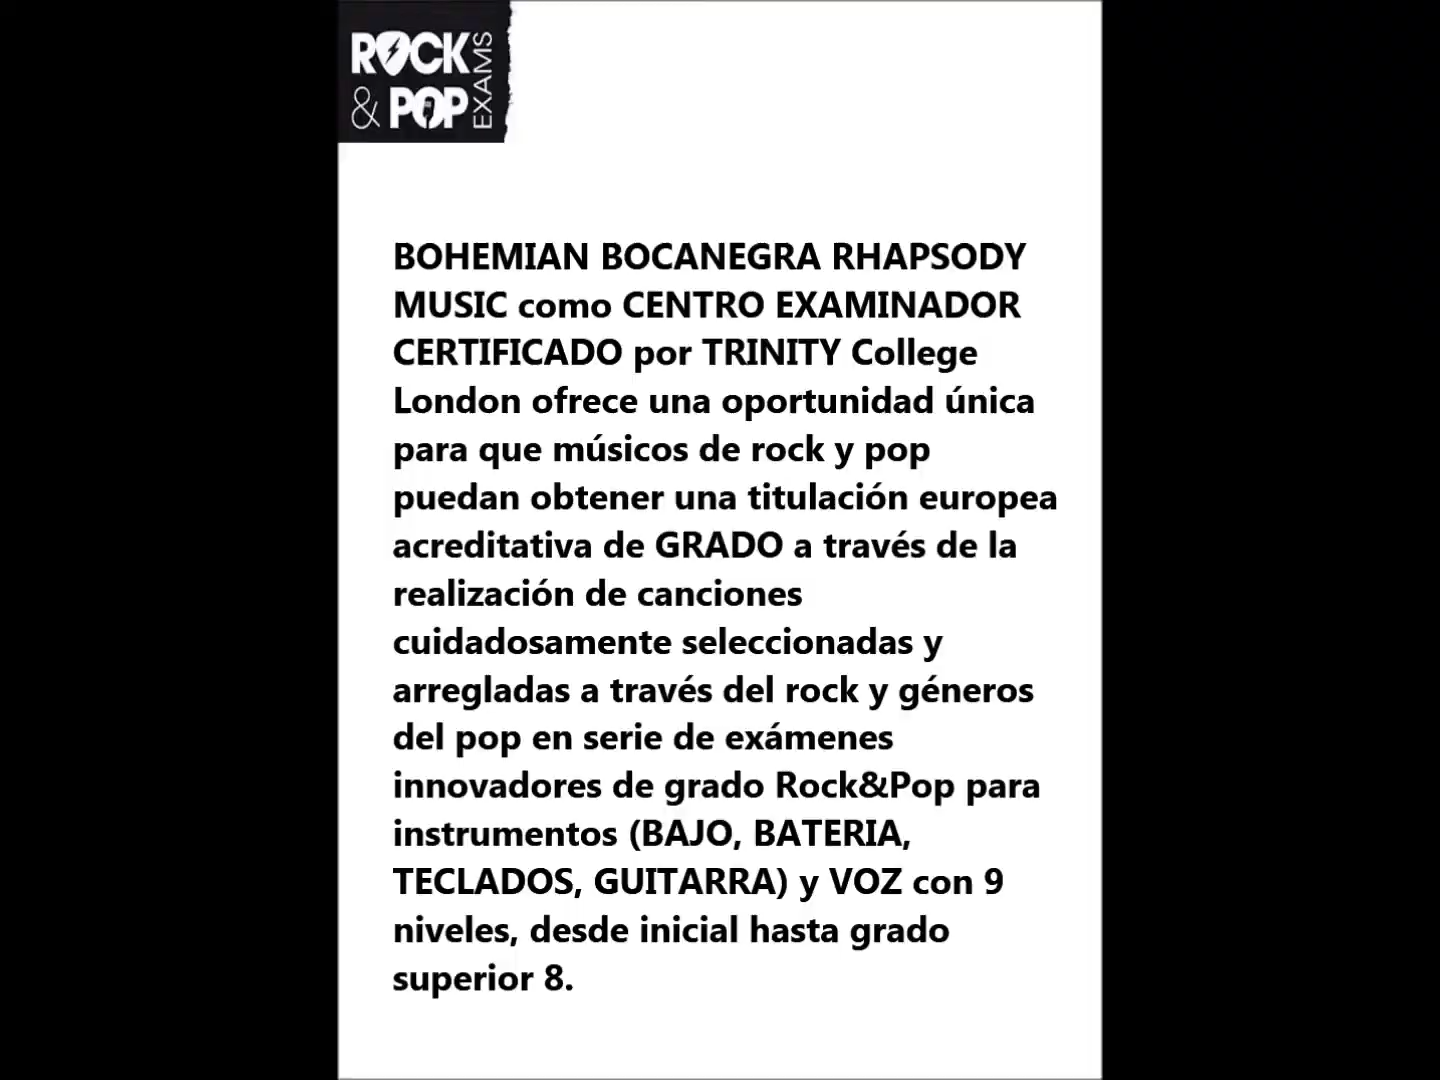 ROCK
& POP
EXAMS
BOHEMIAN BOCANEGRA RHAPSODY
MUSIC como CENTRO EXAMINADOR
CERTIFICADO por TRINITY College
London ofrece una oportunidad única
para que músicos de rock y pop
puedan obtener una titulación europea
acreditativa de GRADO a través de la
realización de canciones
cuidadosamente seleccionadas y
arregladas a través del rock y géneros
del pop en serie de exámenes
innovadores de grado Rock&Pop para
instrumentos (BAJO, BATERIA,
TECLADOS, GUITARRA) y VOZ con 9
niveles, desde inicial hasta grado
superior 8.